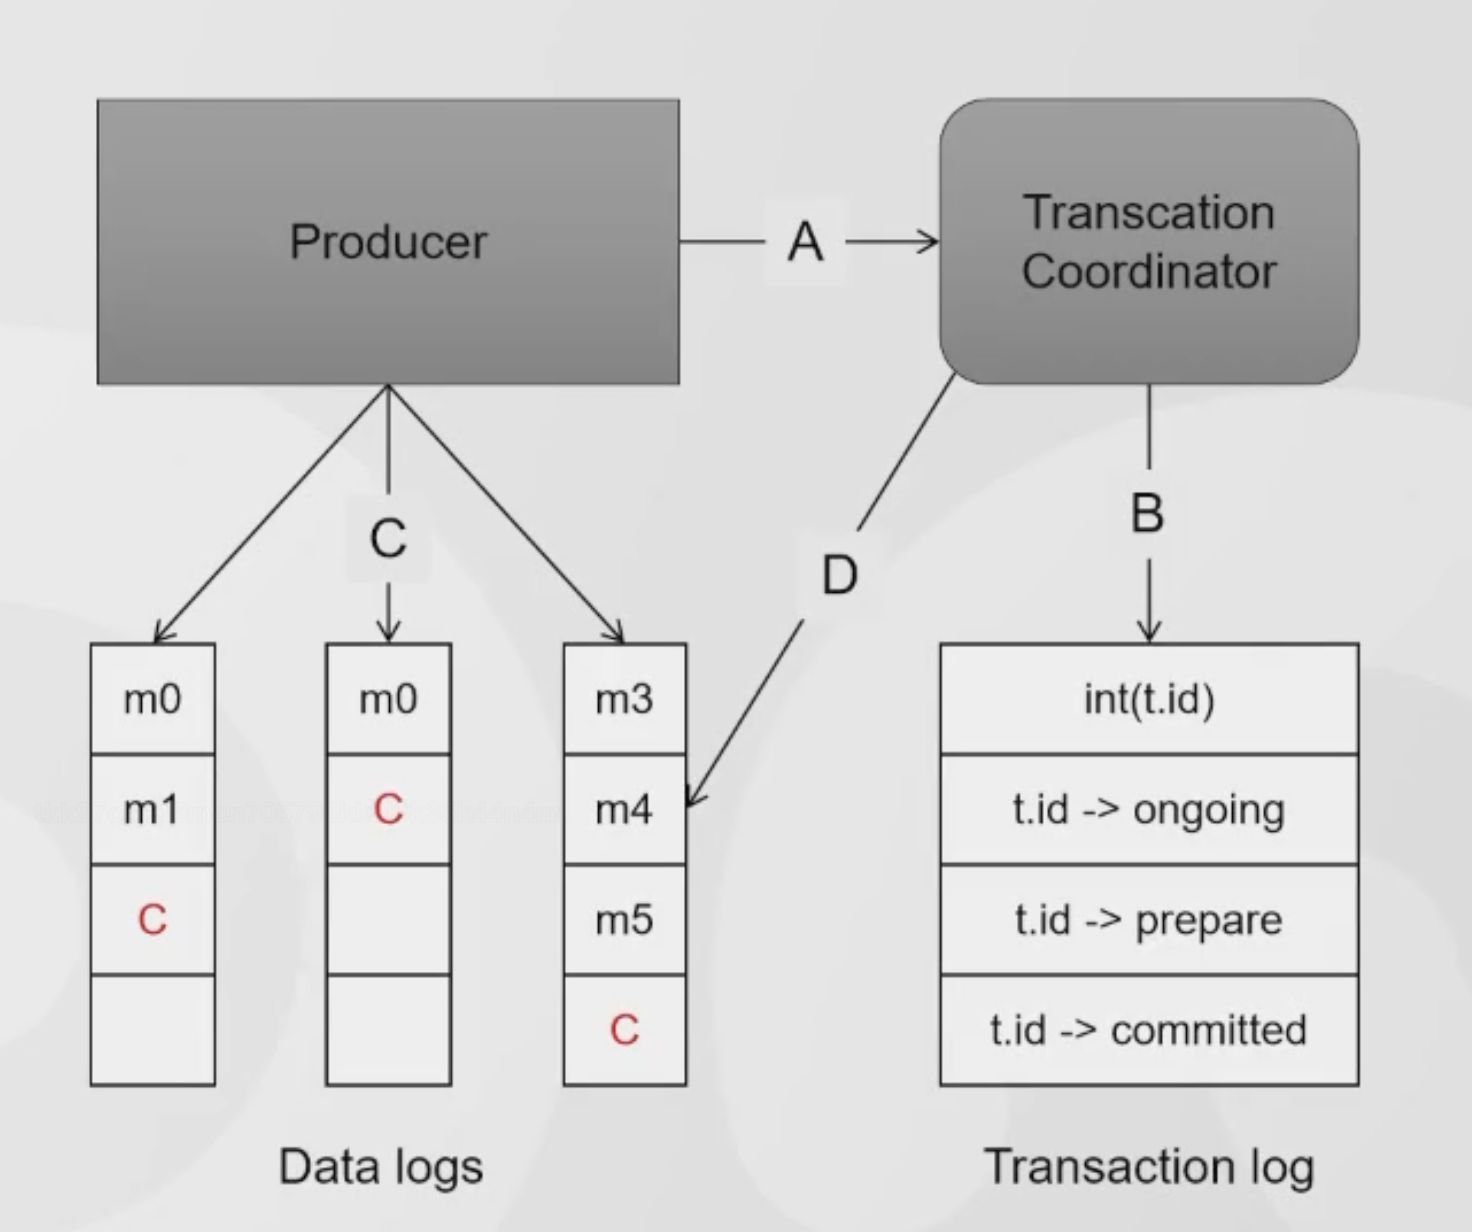 Producer
A
Transcation
Coordinator
C
D
B
m0
m1
C
m0
C
m3
m4
m5
C
int(t.id)
t.id -> ongoing
t.id -> prepare
t.id -> committed
Data logs
Transaction log